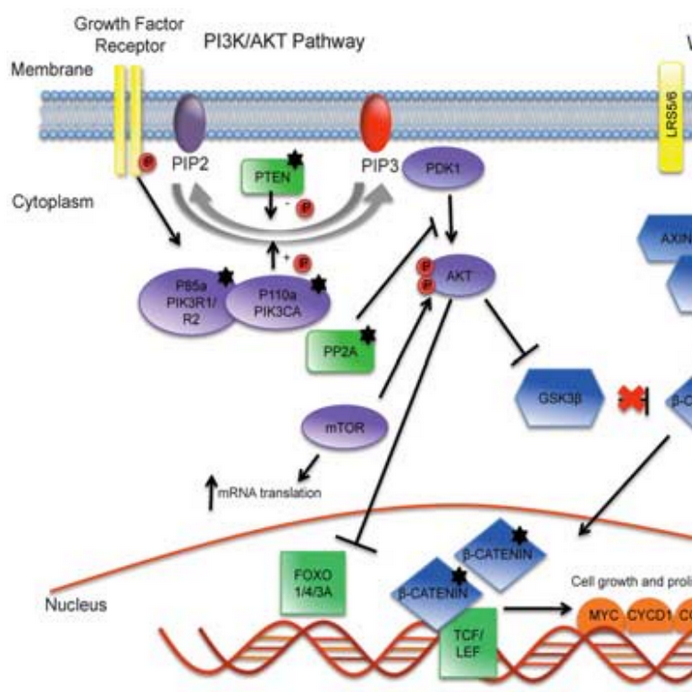 Growth Factor
Receptor
PI3K/AKT Pathway
Membrane
LRS5/6
P
PIP2
PIP3
PDK1
PTEN
- P
Cytoplasm
+ P
P85a
PIK3R1/
R2
P110a
PIK3CA
P
P
AKT
PP2A
AXIN
GSK3β
β-C
mTOR
mRNA translation
Nucleus
FOXO
1/4/3A
β-CATENIN
β-CATENIN
Cell growth and proli
TCF/
LEF
MYC
CYCD1